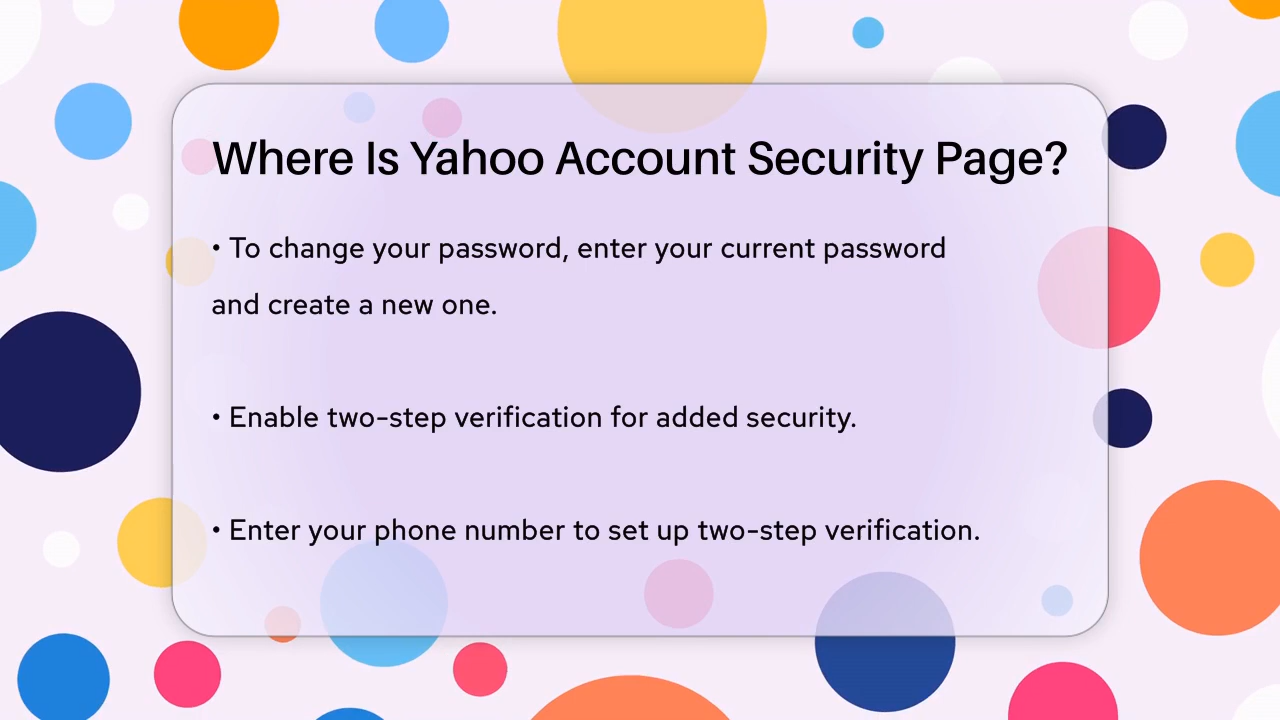 Where Is Yahoo Account Security Page?
• To change your password, enter your current password
and create a new one.
• Enable two-step verification for added security.
• Enter your phone number to set up two-step verification.